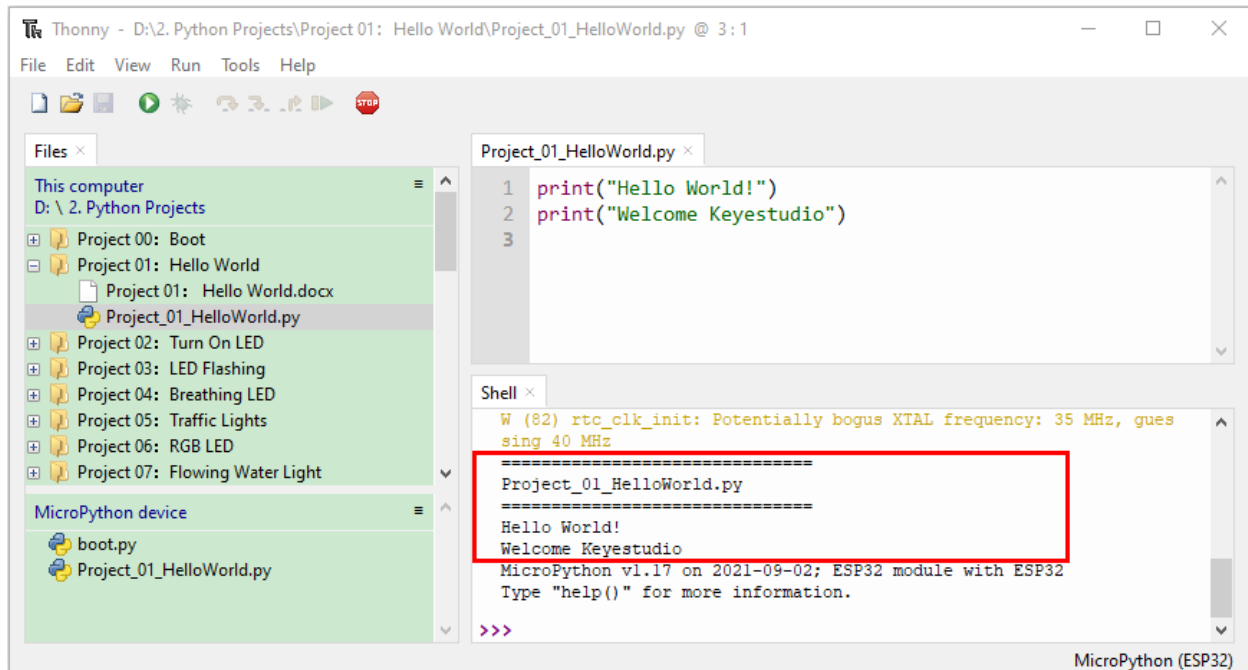 Thonny - D:\2. Python Projects\Project 01: Hello World\Project_01_HelloWorld.py @ 3:1
File Edit View Run Tools Help
STOP
Files
This computer
D: \ 2. Python Projects
Project 00: Boot
Project 01: Hello World
Project 01: Hello World.docx
Project_01_HelloWorld.py
Project 02: Turn On LED
Project 03: LED Flashing
Project 04: Breathing LED
Project 05: Traffic Lights
Project 06: RGB LED
Project 07: Flowing Water Light
MicroPython device
boot.py
Project_01_HelloWorld.py
Project_01_HelloWorld.py
1 print("Hello World!")
2 print("Welcome Keyestudio")
3
Shell
W (82) rtc_clk_init: Potentially bogus XTAL frequency: 35 MHz, gues
sing 40 MHz
===============================
Project_01_HelloWorld.py
===============================
Hello World!
Welcome Keyestudio
MicroPython v1.17 on 2021-09-02; ESP32 module with ESP32
Type "help()" for more information.
>>>
MicroPython (ESP32)